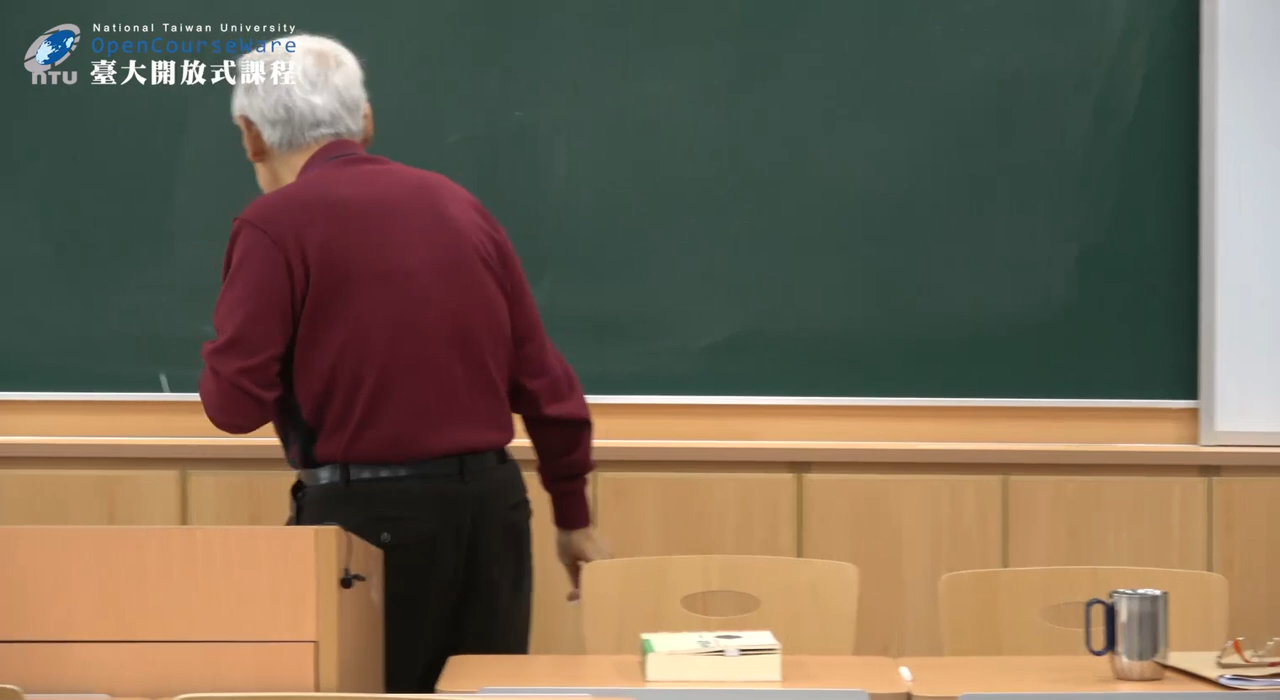 National Taiwan University
OpenCourseWare
臺大開放式課程
NTU